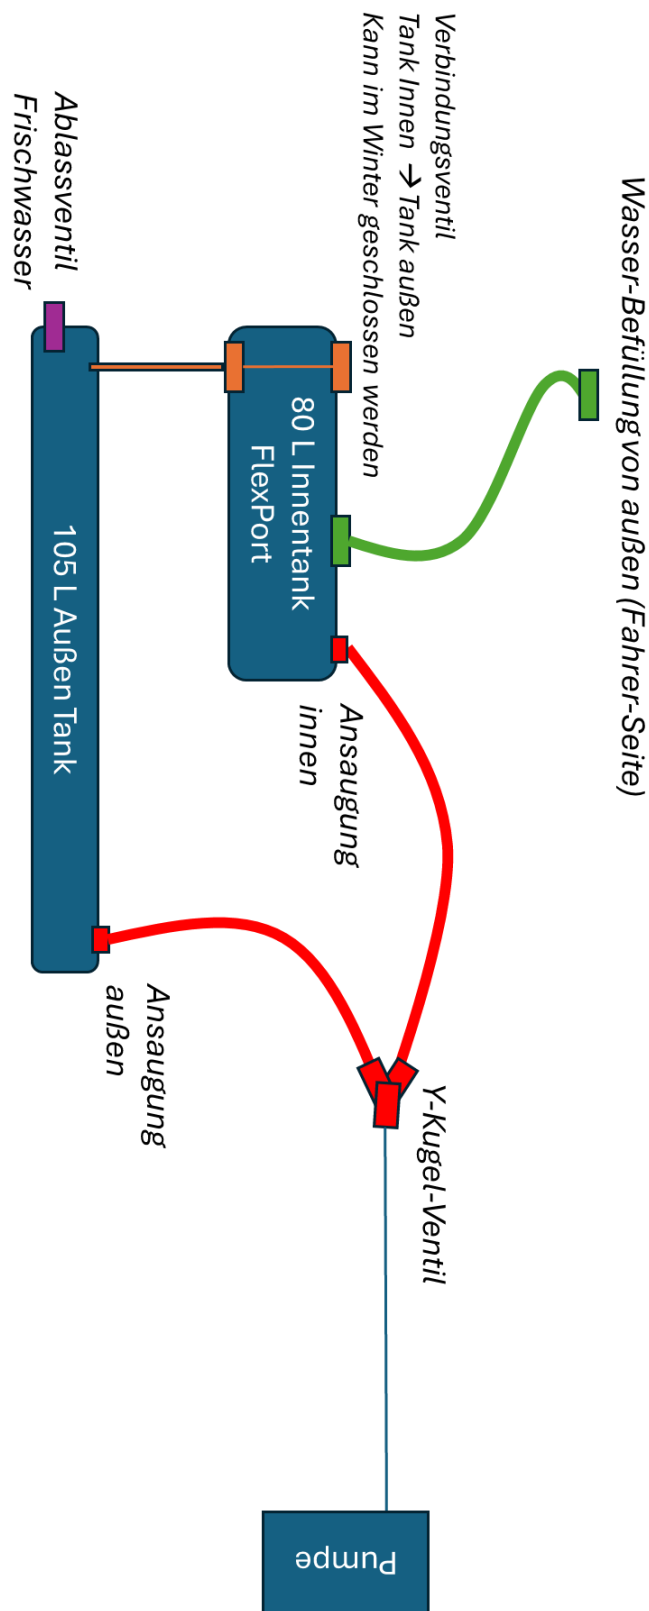 Wasser-Befüllung von außen (Fahrer-Seite)
Verbindungsventil
Tank Innen → Tank außen
Kann im Winter geschlossen werden
80 L Innentank
FlexPort
Ansaugung
innen
Y-Kugel-Ventil
Pumpe
Ablassventil
Frischwasser
105 L Außen Tank
Ansaugung
außen